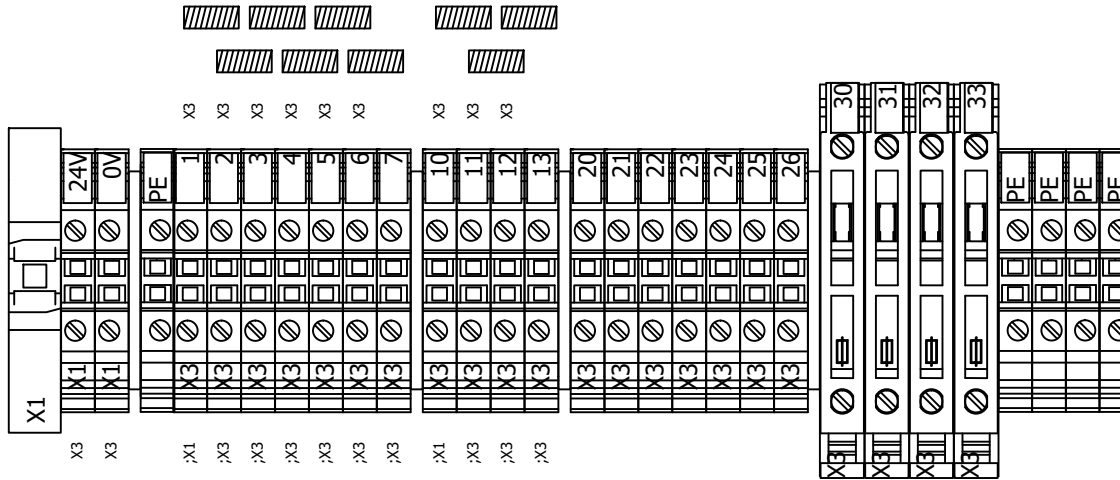 X3 X3 X3 X3 X3 X3 X3 X3 X3
30 31 32 33
24V 0V PE 1 2 3 4 5 6 7 10 11 12 13 20 21 22 23 24 25 26 PE PE PE PE
X1 X1 X1 X3 X3 X3 X3 X3 X3 X3 X3 X3 X3 X3 X3 X3 X3 X3 X3 X3 X3
X3 X3 ;X1 ;X3 ;X3 ;X3 ;X3 ;X3 ;X3 ;X1 ;X3 ;X3 ;X3
X3 X3 X3 X3